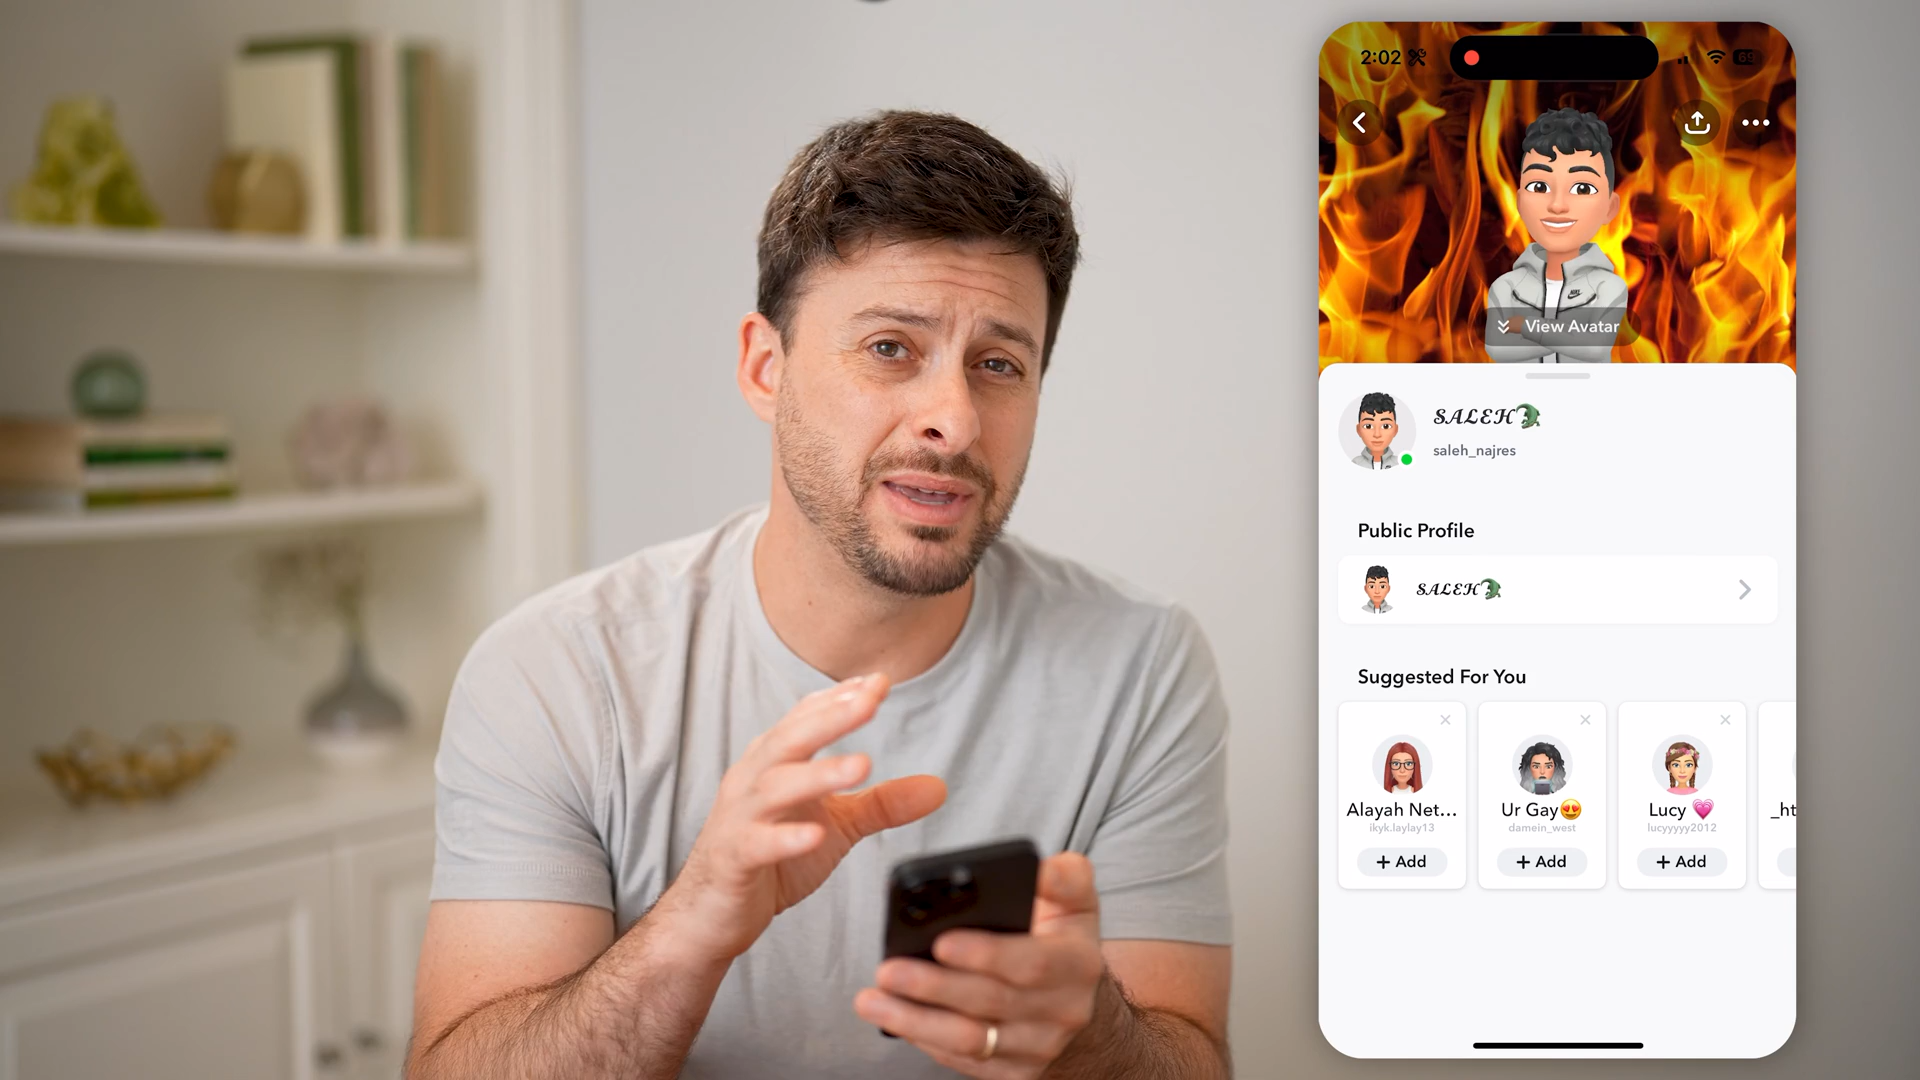 2:02
View Avatar
SALEH🐊
saleh_najres
Public Profile
SALEH🐊
Suggested For You
Alayah Net...
ikyk.laylay13
+ Add
Ur Gay😍
damein_west
+ Add
Lucy 💗
lucyyyyy2012
+ Add
_ht